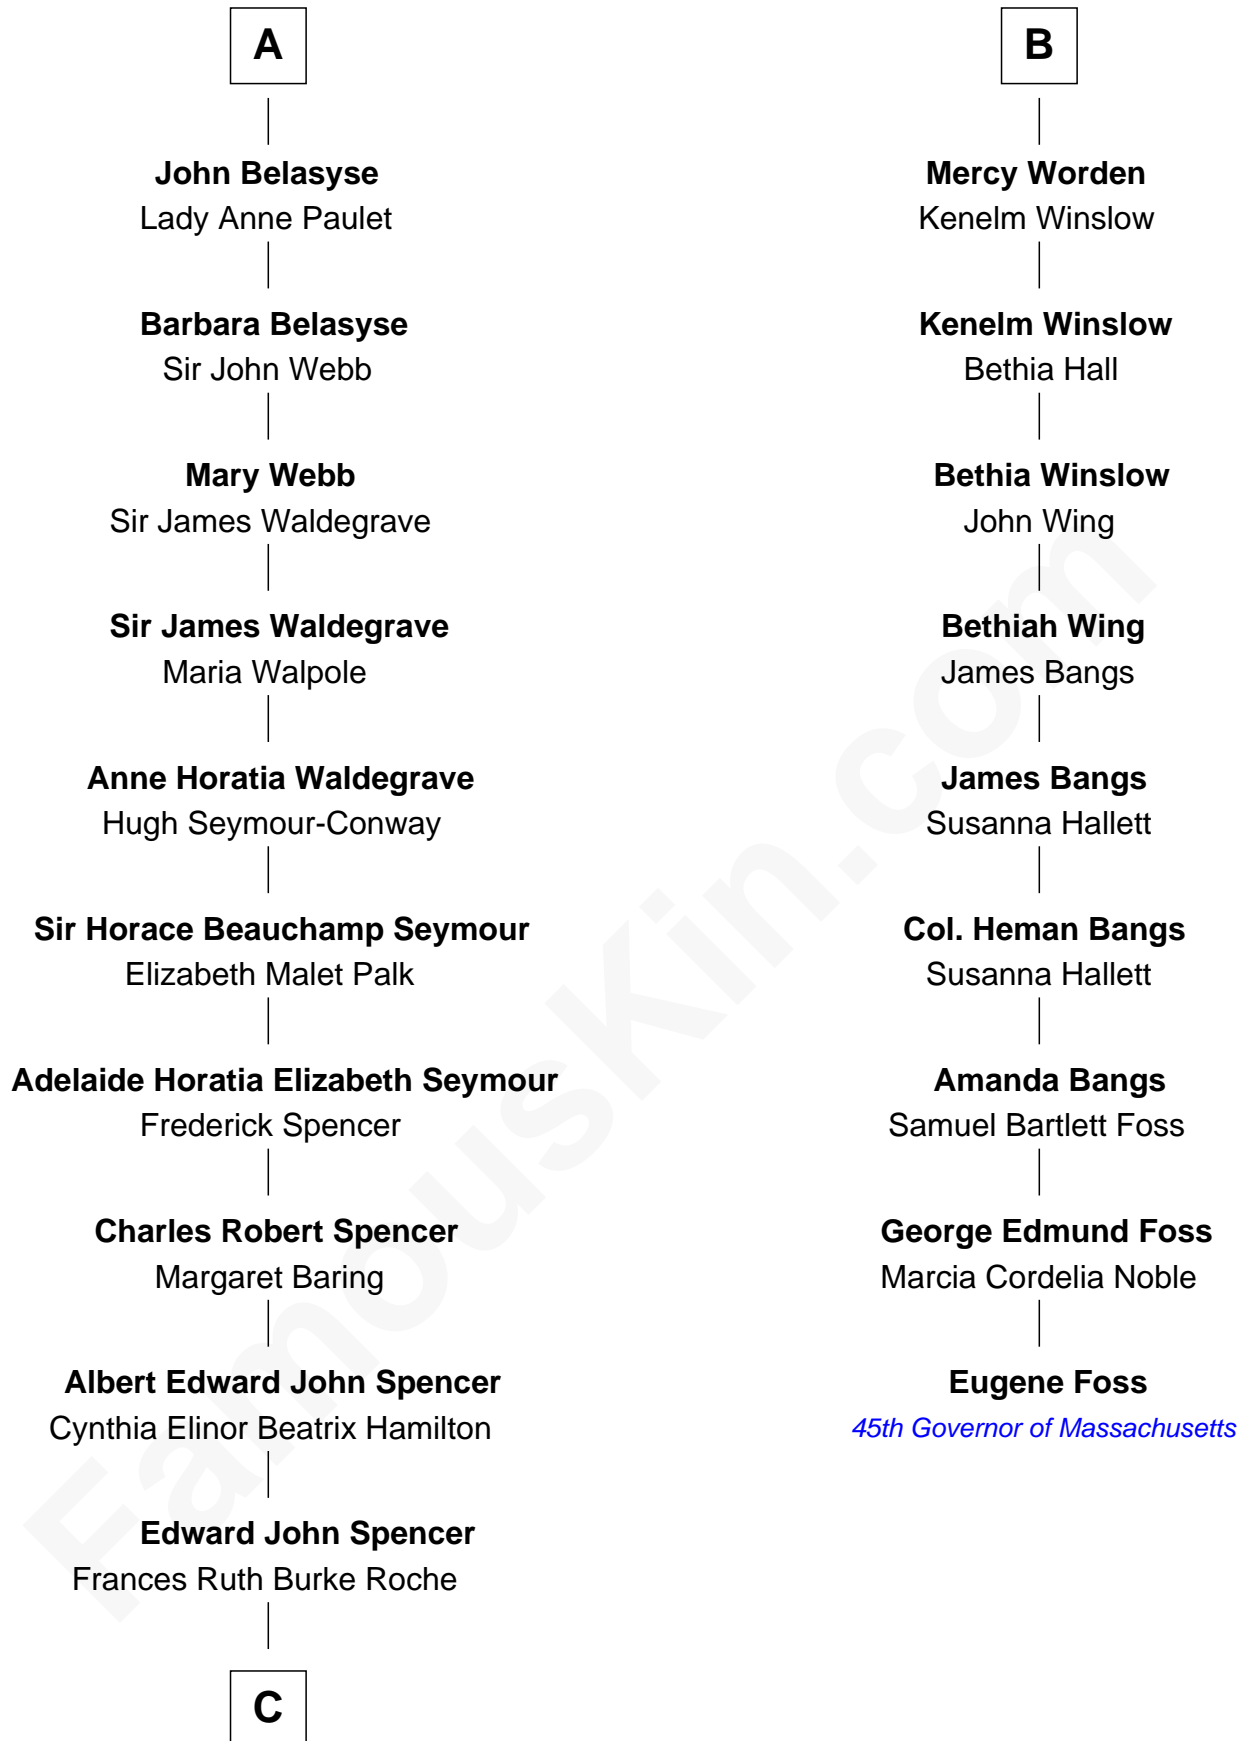 A
John Belasyse
Lady Anne Paulet
Barbara Belasyse
Sir John Webb
Mary Webb
Sir James Waldegrave
Sir James Waldegrave
Maria Walpole
Anne Horatia Waldegrave
Hugh Seymour-Conway
Sir Horace Beauchamp Seymour
Elizabeth Malet Palk
Adelaide Horatia Elizabeth Seymour
Frederick Spencer
Charles Robert Spencer
Margaret Baring
Albert Edward John Spencer
Cynthia Elinor Beatrix Hamilton
Edward John Spencer
Frances Ruth Burke Roche
C
B
Mercy Worden
Kenelm Winslow
Kenelm Winslow
Bethia Hall
Bethia Winslow
John Wing
Bethiah Wing
James Bangs
James Bangs
Susanna Hallett
Col. Heman Bangs
Susanna Hallett
Amanda Bangs
Samuel Bartlett Foss
George Edmund Foss
Marcia Cordelia Noble
Eugene Foss
45th Governor of Massachusetts
FamousKin.com